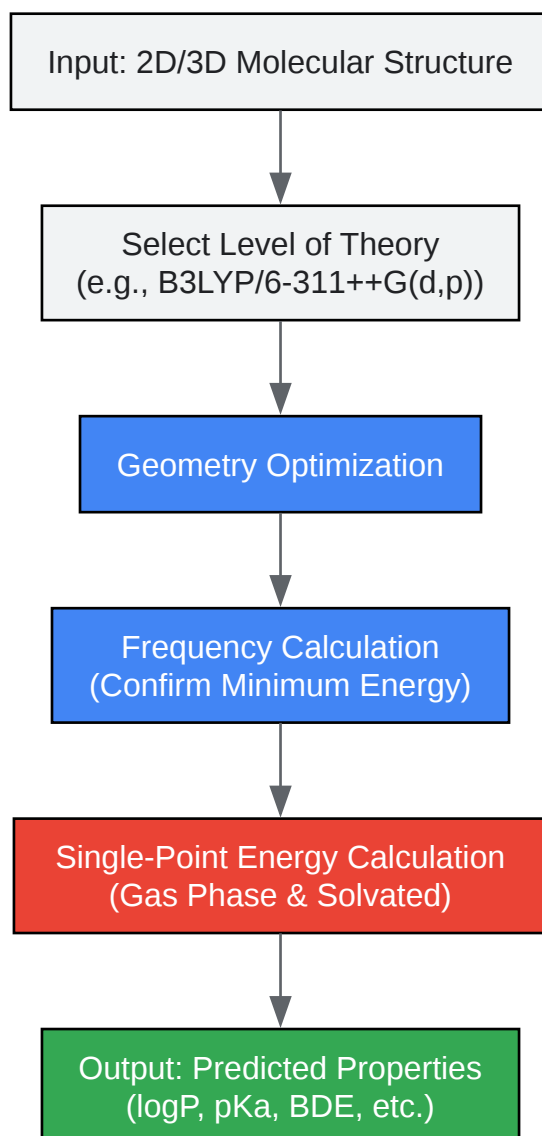 Input: 2D/3D Molecular Structure
Select Level of Theory
(e.g., B3LYP/6-311++G(d,p))
Geometry Optimization
Frequency Calculation
(Confirm Minimum Energy)
Single-Point Energy Calculation
(Gas Phase & Solvated)
Output: Predicted Properties
(logP, pKa, BDE, etc.)